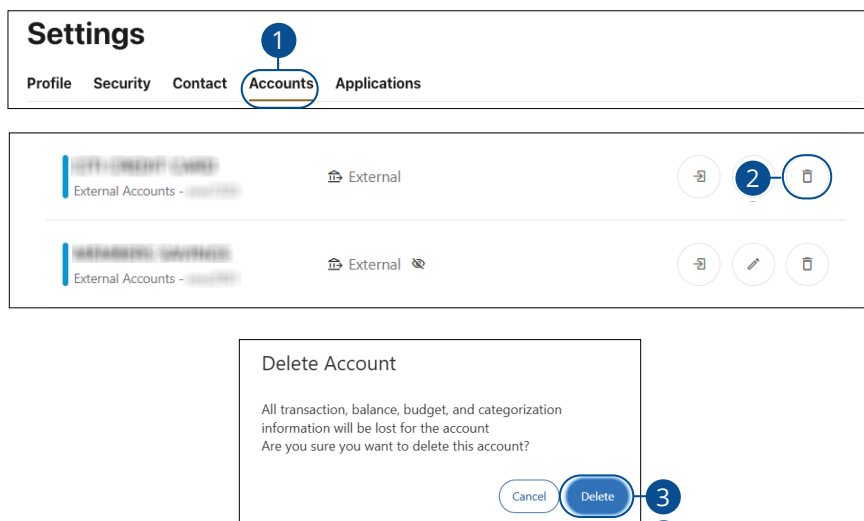 Settings
1
Profile Security Contact Accounts Applications
External
External Accounts -
2
External
External Accounts -
Delete Account
All transaction, balance, budget, and categorization
information will be lost for the account
Are you sure you want to delete this account?
Cancel Delete 3